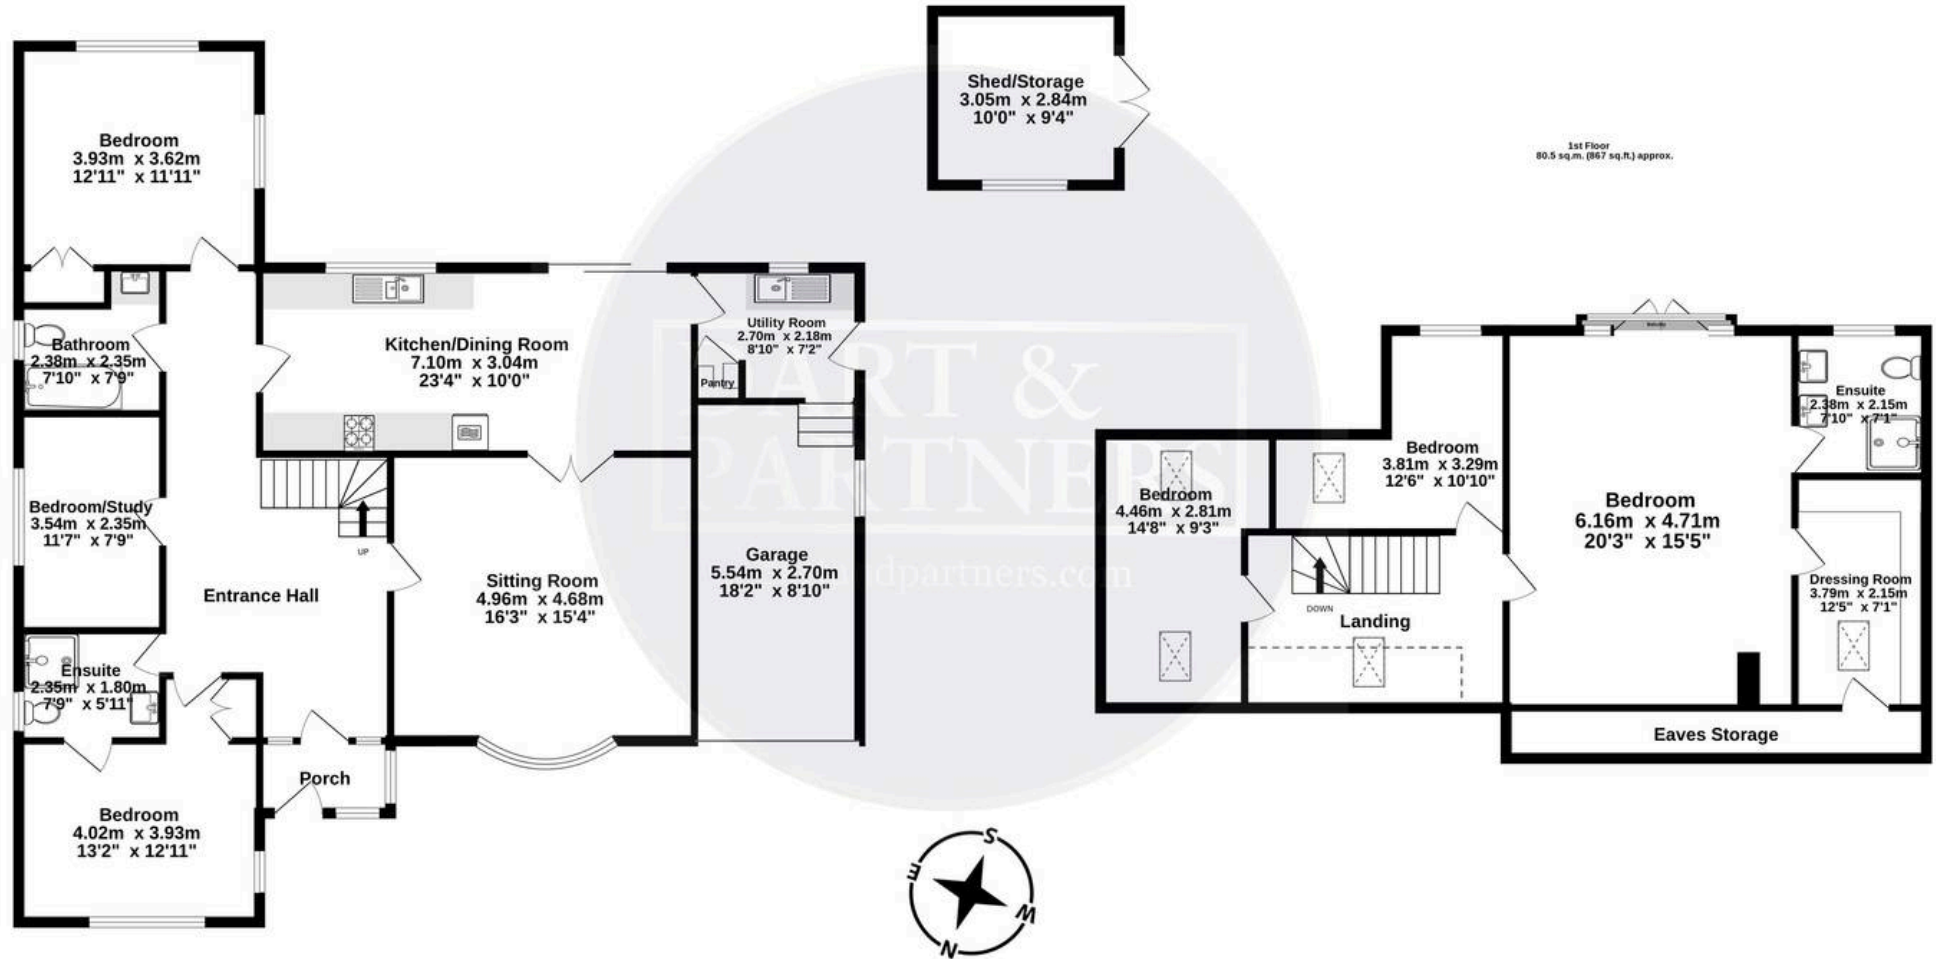 Shed/Storage
3.05m x 2.84m
10'0" x 9'4"
1st Floor
80.5 sq.m. (867 sq.ft.) approx.
Bedroom
3.93m x 3.62m
12'11" x 11'11"
Bathroom
2.38m x 2.35m
7'10" x 7'9"
Kitchen/Dining Room
7.10m x 3.04m
23'4" x 10'0"
Utility Room
2.70m x 2.18m
8'10" x 7'2"
Pantry
DART &
PARTNERS
andpartners.com
Bedroom/Study
3.54m x 2.35m
11'7" x 7'9"
UP
Entrance Hall
Sitting Room
4.96m x 4.68m
16'3" x 15'4"
Garage
5.54m x 2.70m
18'2" x 8'10"
Ensuite
2.35m x 1.80m
7'9" x 5'11"
Porch
Bedroom
4.02m x 3.93m
13'2" x 12'11"
Balcony
Ensuite
2.38m x 2.15m
7'10" x 7'1"
Bedroom
3.81m x 3.29m
12'6" x 10'10"
Bedroom
4.46m x 2.81m
14'8" x 9'3"
Bedroom
6.16m x 4.71m
20'3" x 15'5"
Dressing Room
3.79m x 2.15m
12'5" x 7'1"
DOWN
Landing
Eaves Storage
S
E
W
N